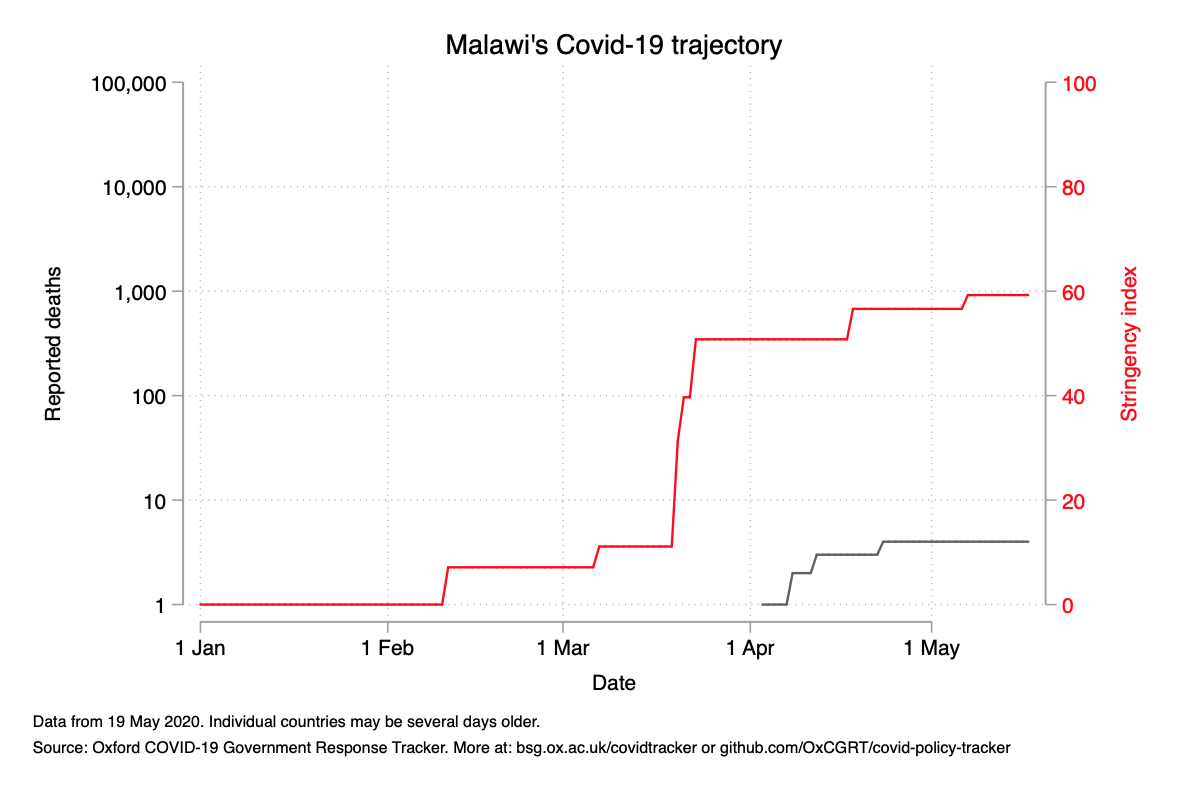 Malawi's Covid-19 trajectory
100,000
10,000
1,000
100
10
1
Reported deaths
100
80
60
40
20
0
Stringency index
1 Jan
1 Feb
1 Mar
1 Apr
1 May
Date
Data from 19 May 2020. Individual countries may be several days older.
Source: Oxford COVID-19 Government Response Tracker. More at: bsg.ox.ac.uk/covidtracker or github.com/OxCGRT/covid-policy-tracker